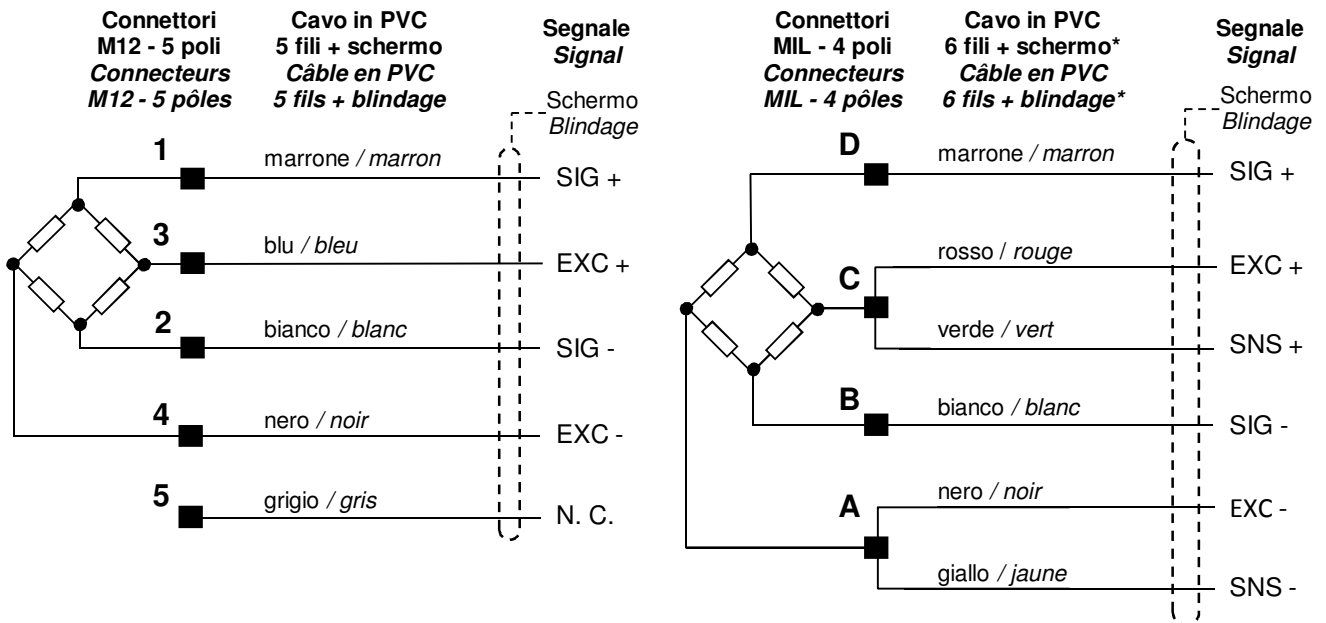 Connettori
M12 - 5 poli
Connecteurs
M12 - 5 pôles
Cavo in PVC
5 fili + schermo
Câble en PVC
5 fils + blindage
Segnale
Signal
Schermo
Blindage
1
marrone / marron
SIG +
3
blu / bleu
EXC +
2
bianco / blanc
SIG -
4
nero / noir
EXC -
5
grigio / gris
N. C.
Connettori
MIL - 4 poli
Connecteurs
MIL - 4 pôles
Cavo in PVC
6 fili + schermo*
Câble en PVC
6 fils + blindage*
Segnale
Signal
Schermo
Blindage
D
marrone / marron
SIG +
C
rosso / rouge
EXC +
verde / vert
SNS +
B
bianco / blanc
SIG -
A
nero / noir
EXC -
giallo / jaune
SNS -